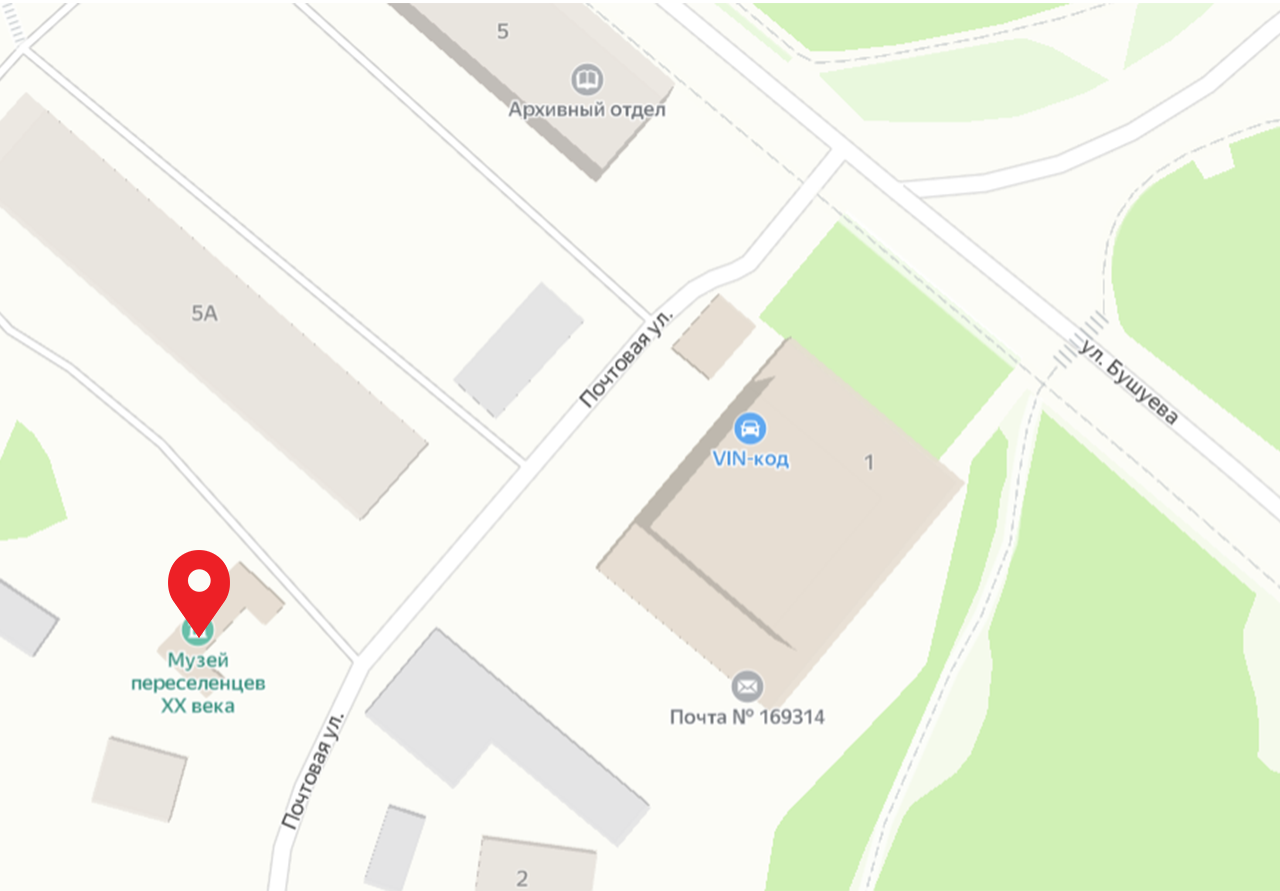 5
Архивный отдел
5А
Почтовая ул.
ул. Бушуева
VIN-код
1
Музей
переселенцев
XX века
Почта № 169314
Почтовая ул.
2